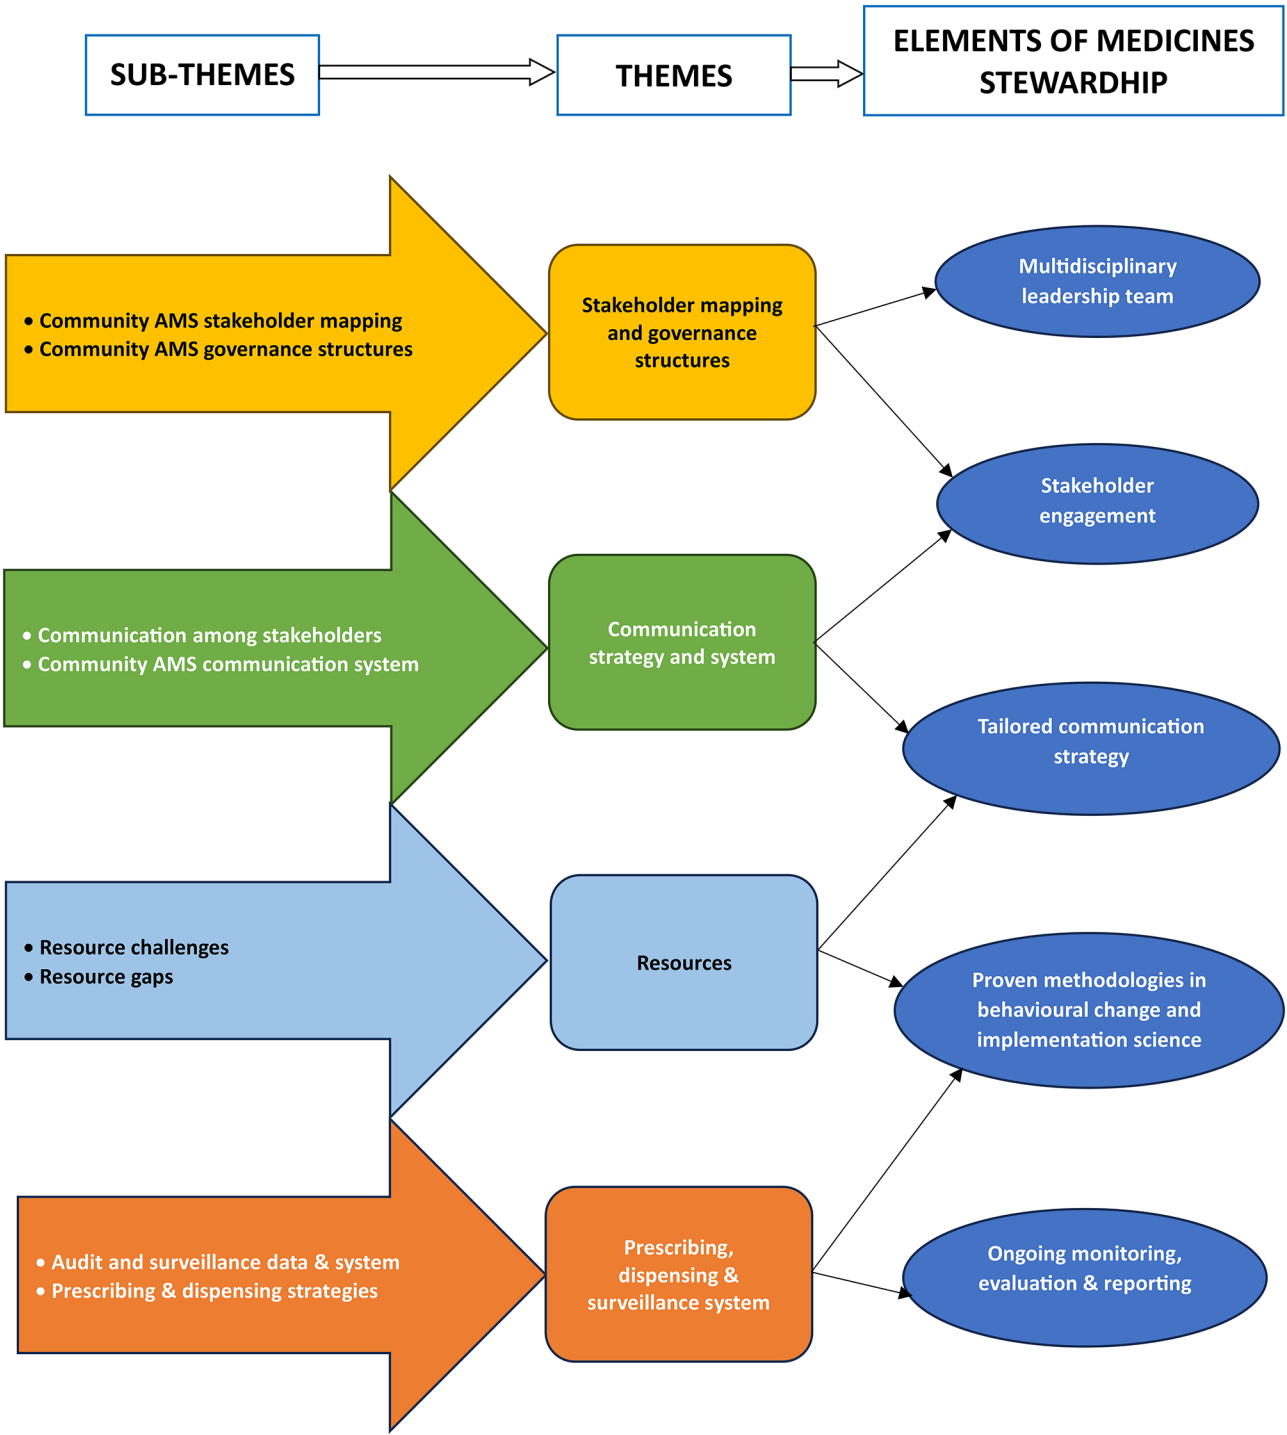 SUB-THEMES
THEMES
ELEMENTS OF MEDICINES
STEWARDHIP
• Community AMS stakeholder mapping
• Community AMS governance structures
Stakeholder mapping
and governance
structures
Multidisciplinary
leadership team
Stakeholder
engagement
• Communication among stakeholders
• Community AMS communication system
Communication
strategy and system
Tailored communication
strategy
• Resource challenges
• Resource gaps
Resources
Proven methodologies in
behavioural change and
implementation science
• Audit and surveillance data & system
• Prescribing & dispensing strategies
Prescribing,
dispensing &
surveillance system
Ongoing monitoring,
evaluation & reporting